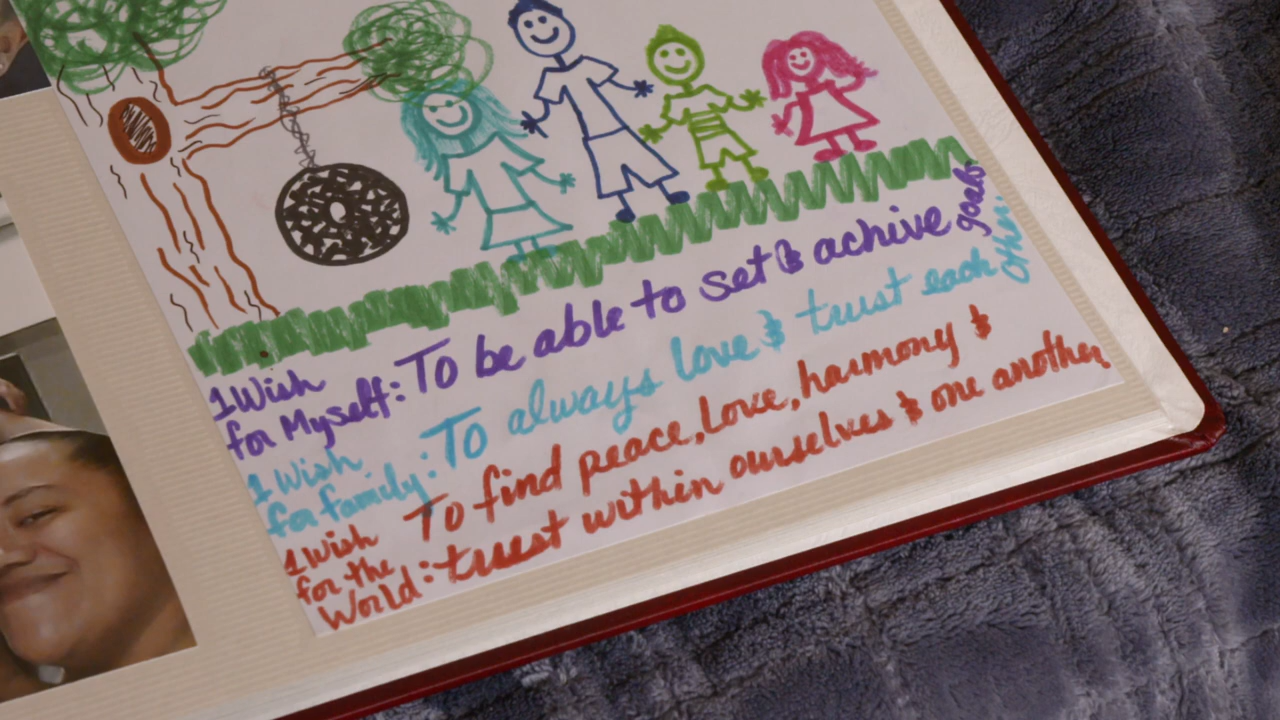 1 Wish
for Myself: To be able to set & achive goals
1 Wish
for family: To always love & trust each other.
1 Wish To find peace, Love, harmony &
for the
World: trust within ourselves & one another